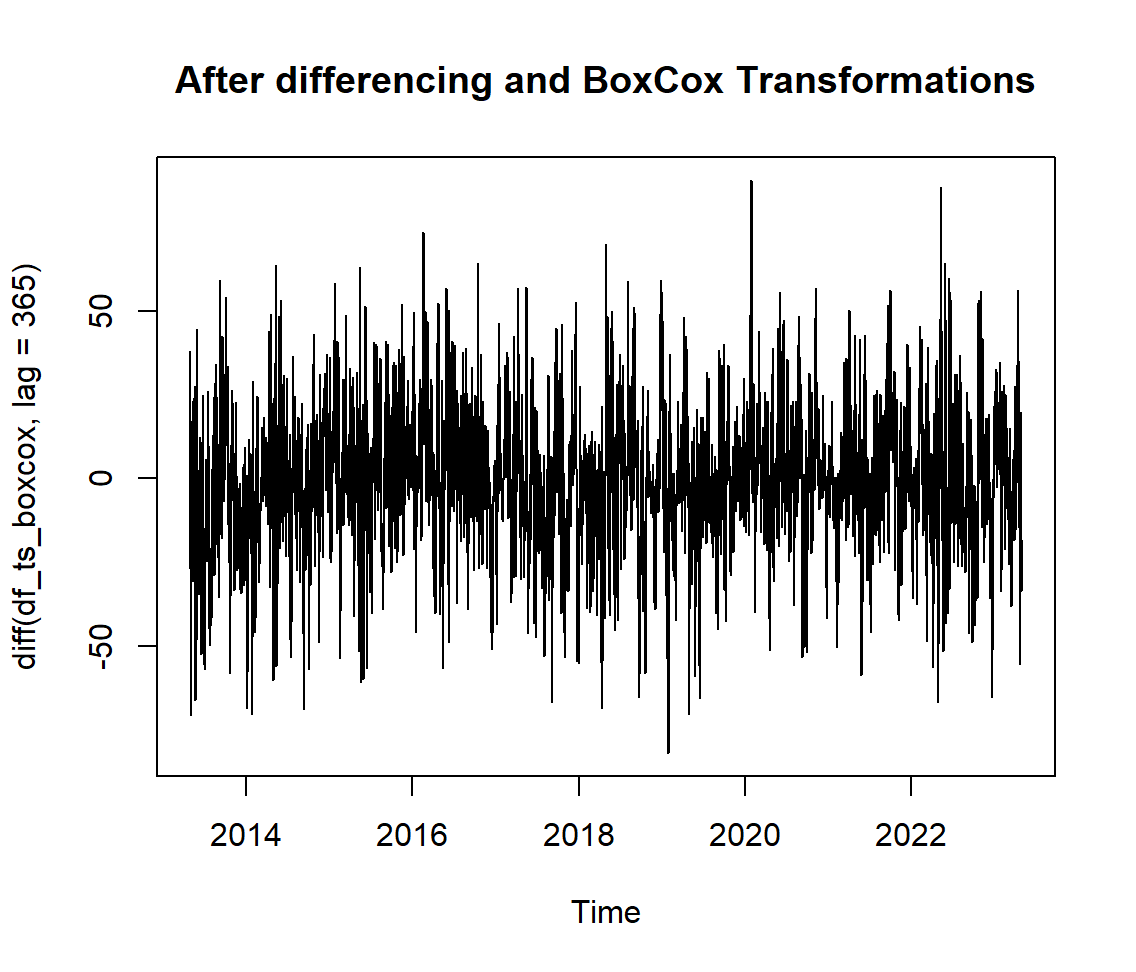 After differencing and BoxCox Transformations
diff(df_ts_boxcox, lag = 365)
50
0
-50
2014 2016 2018 2020 2022
Time